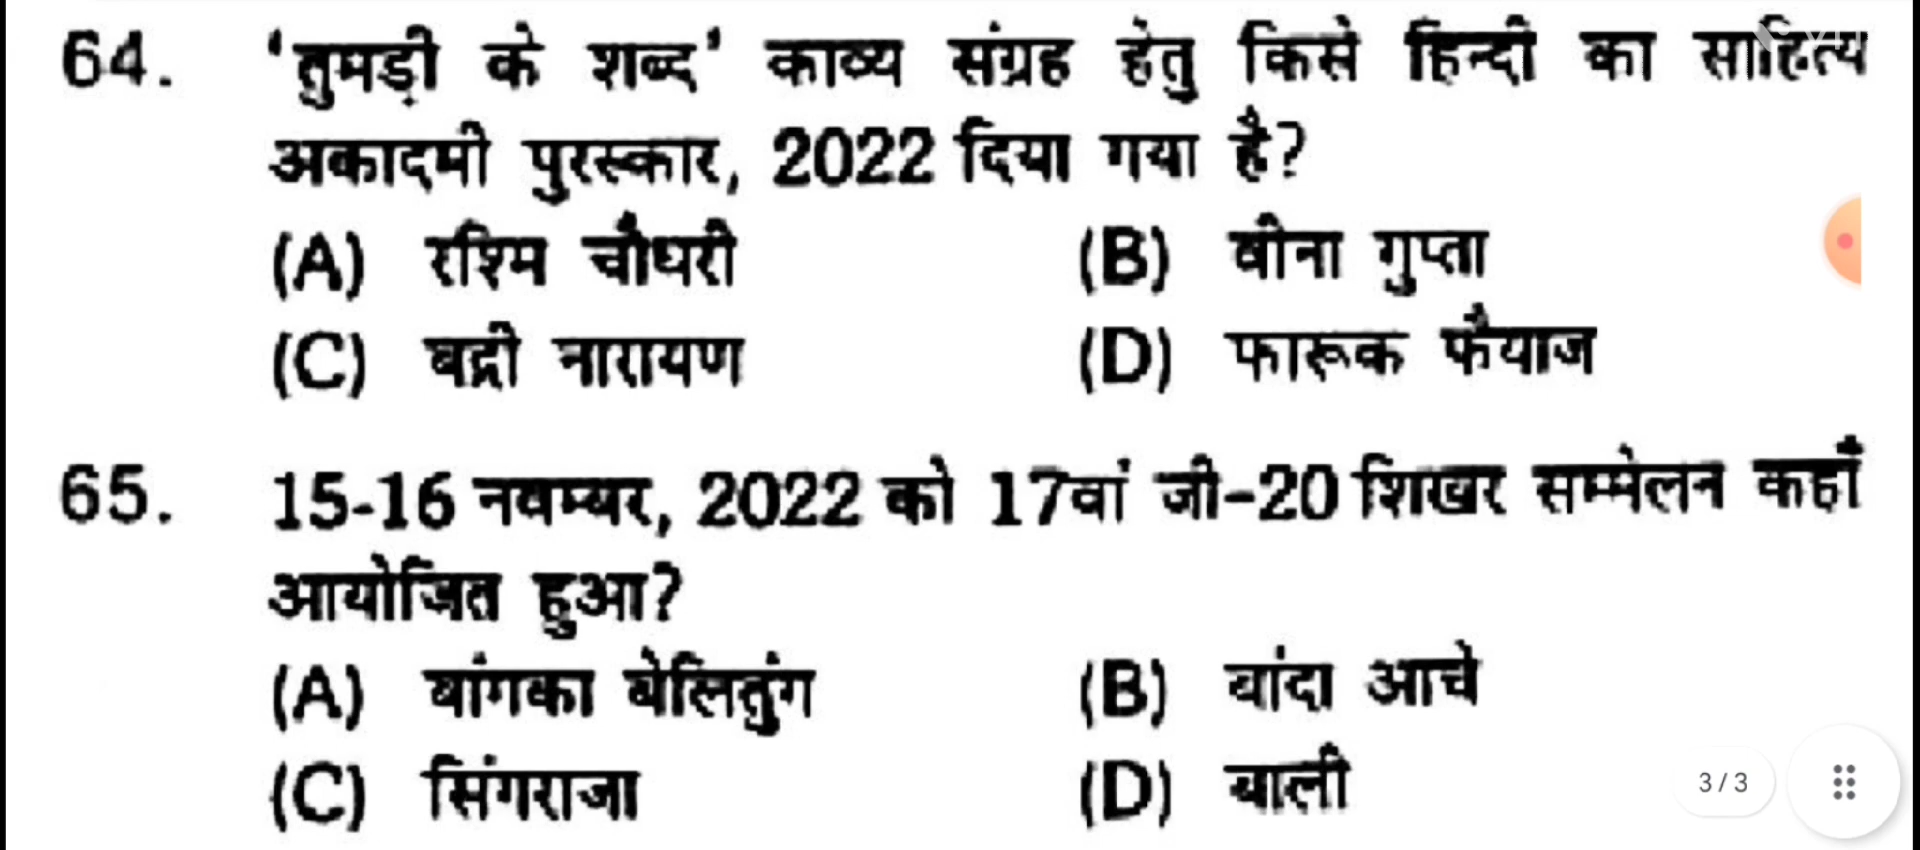 64. 'तुमड़ी के शब्द' काव्य संग्रह हेतु किसे हिन्दी का साहित्य
अकादमी पुरस्कार, 2022 दिया गया है?
(A) रश्मि चौधरी (B) वीना गुप्ता
(C) बद्री नारायण (D) फारूक फैयाज
65. 15-16 नवम्बर, 2022 को 17वां जी-20 शिखर सम्मेलन कहाँ
आयोजित हुआ?
(A) बांगका बेलितुंग (B) बांदा आचे
(C) सिंगराजा (D) बाली
3 / 3